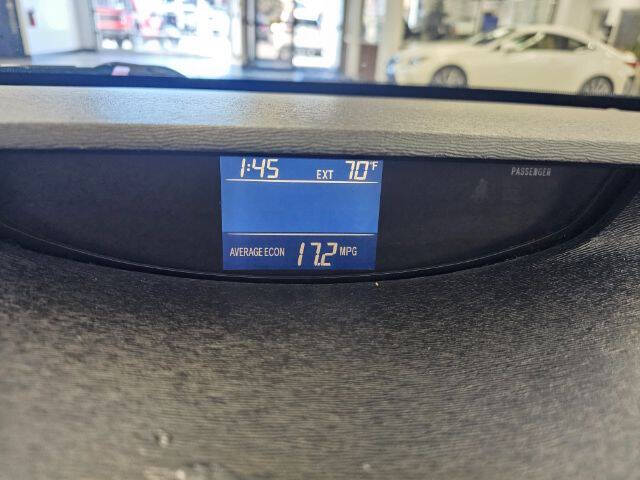 1:45 EXT 70°F
PASSENGER
AVERAGE ECON 17.2 MPG